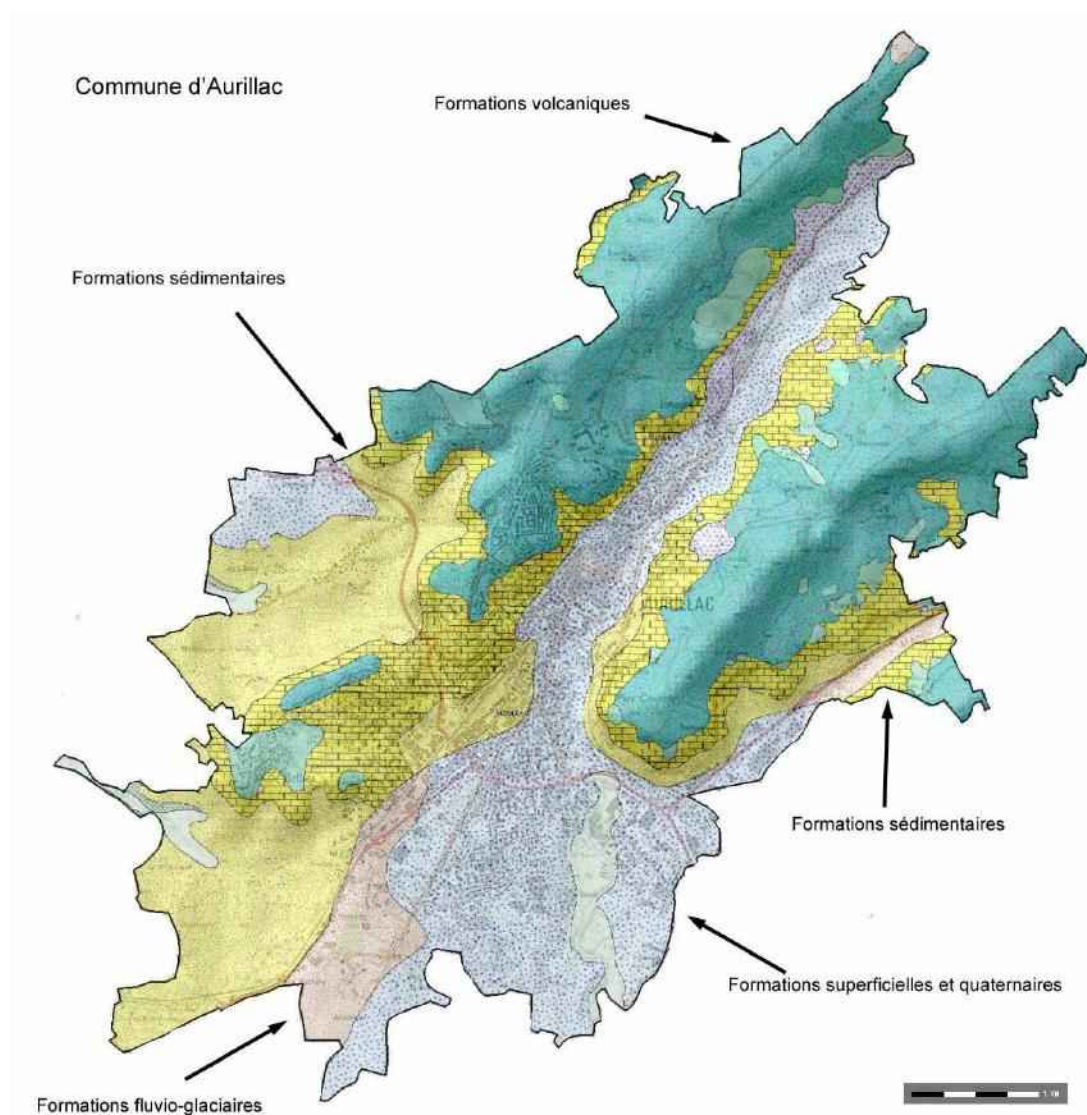 Commune d'Aurillac
Formations volcaniques
Formations sédimentaires
AURILLAC
Formations sédimentaires
Formations superficielles et quaternaires
Formations fluvio-glaciaires